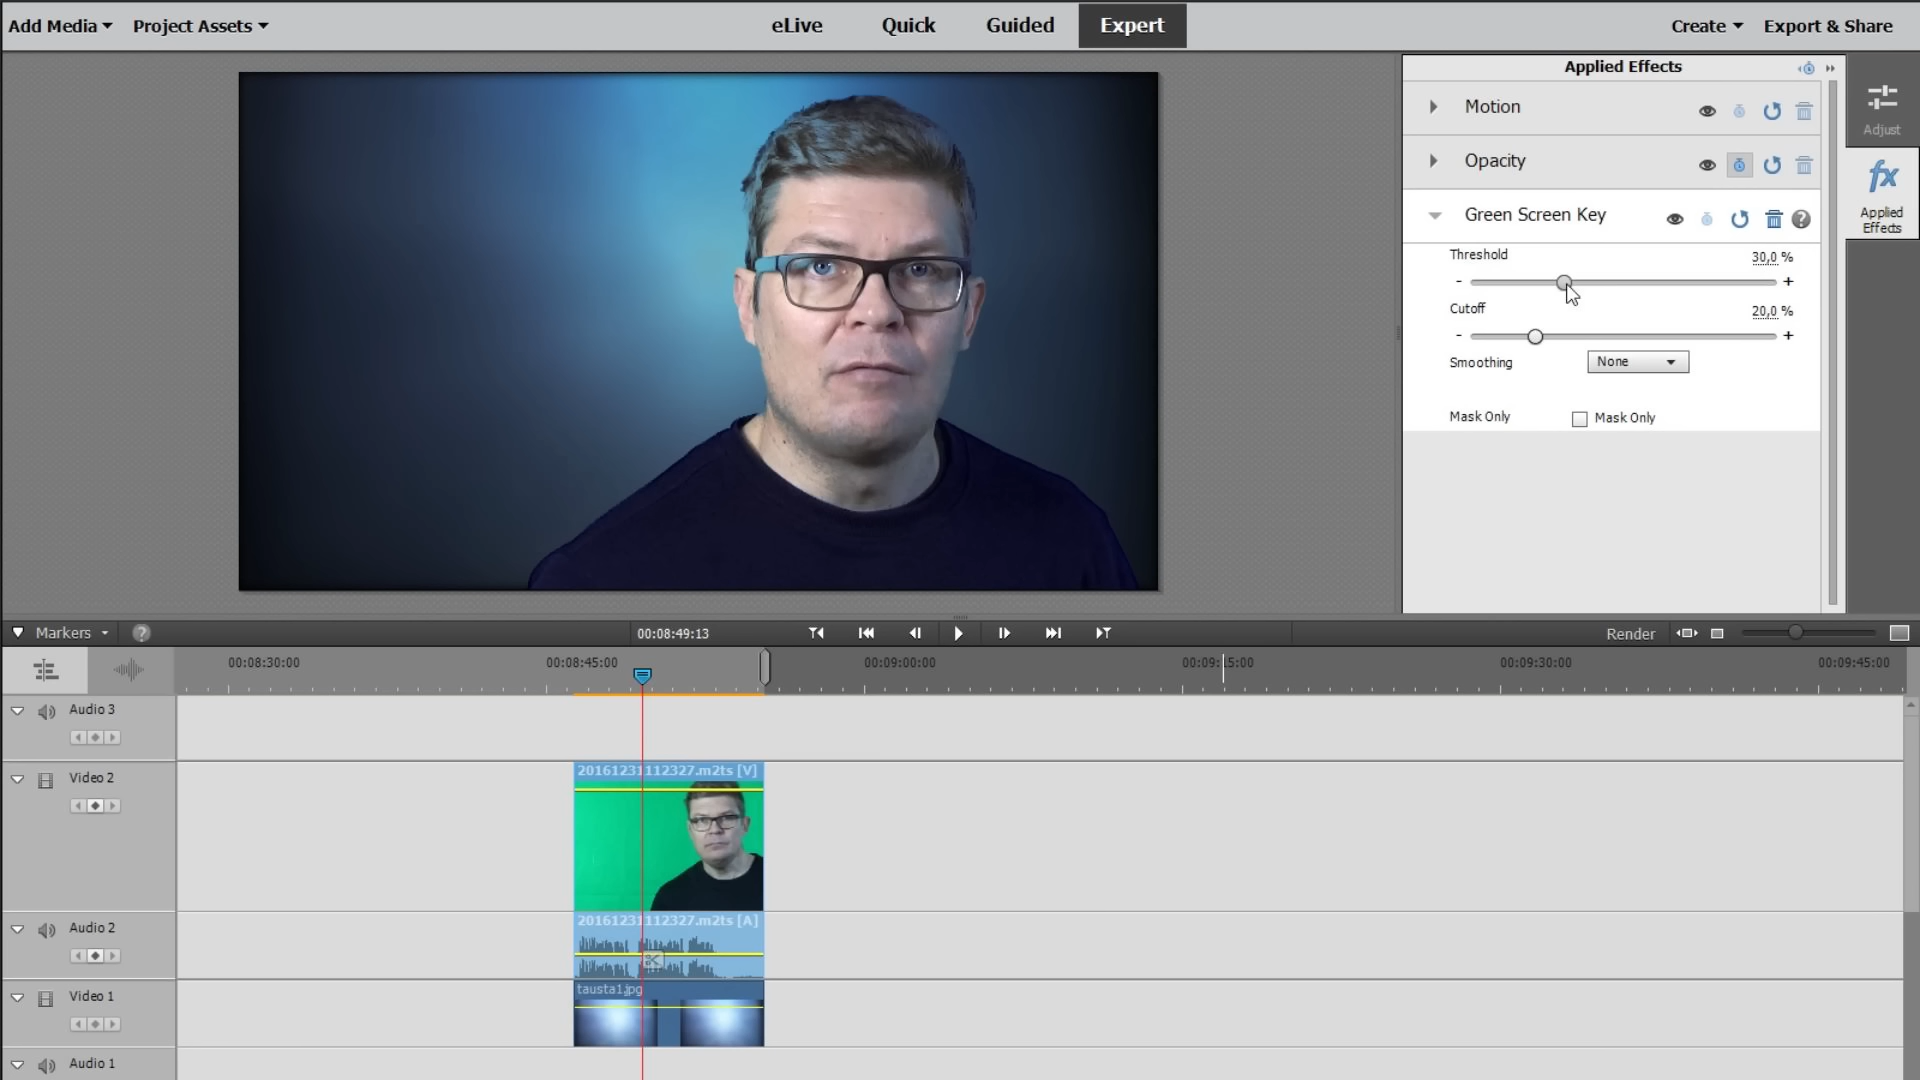 Add Media Project Assets eLive Quick Guided Expert Create Export & Share
Applied Effects
Motion
Opacity
Green Screen Key
Threshold 30,0 %
- +
Cutoff 20,0 %
- +
Smoothing None
Mask Only Mask Only
Adjust
fx
Applied
Effects
Markers ? 00:08:49:13 Render
00:08:30:00 00:08:45:00 00:09:00:00 00:09:15:00 00:09:30:00 00:09:45:00
Audio 3
Video 2
20161231112327.m2ts [V]
Audio 2
20161231112327.m2ts [A]
Video 1
tausta1.jpg
Audio 1